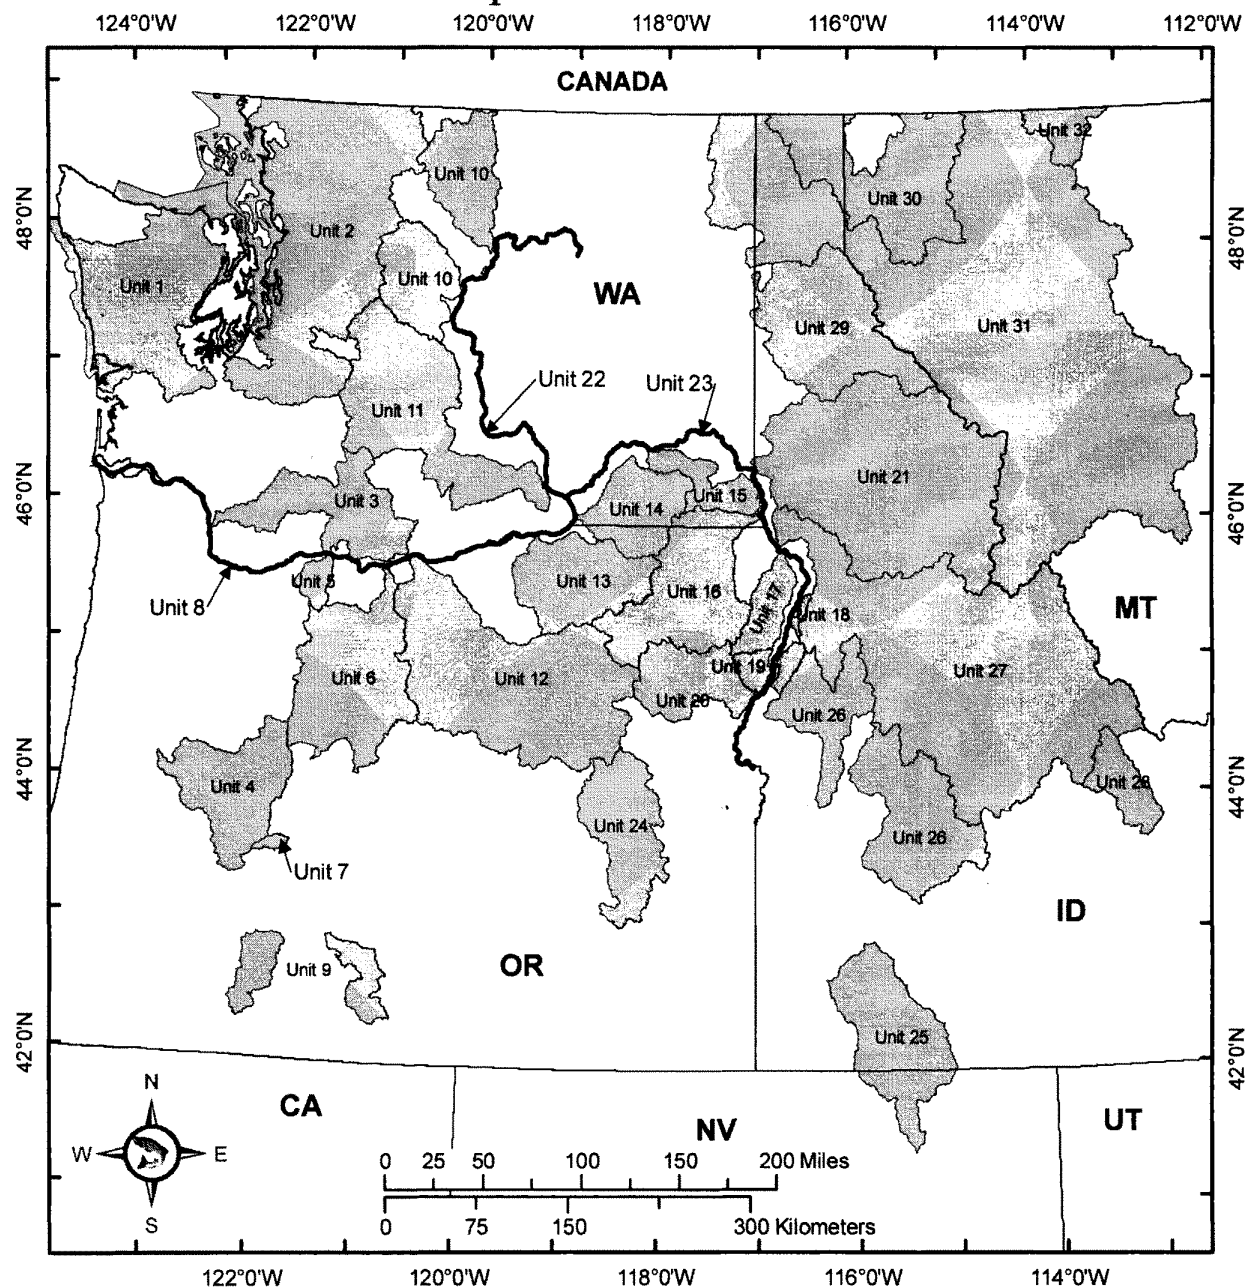 124°0'W 122°0'W 120°0'W 118°0'W 116°0'W 114°0'W 112°0'W
CANADA
Unit 32
Unit 10
Unit 30
48°0'N
Unit 2
48°0'N
Unit 10
Unit 1
WA
Unit 29
Unit 31
Unit 22
Unit 23
Unit 11
46°0'N
Unit 21
Unit 3
Unit 15
Unit 14
46°0'N
Unit 5
Unit 13
Unit 16
Unit 17
Unit 8
Unit 18
MT
Unit 6
Unit 12
Unit 19
Unit 27
Unit 20
Unit 26
44°0'N
Unit 4
Unit 28
44°0'N
Unit 24
Unit 26
Unit 7
ID
OR
Unit 9
42°0'N
Unit 25
42°0'N
N
CA
NV
UT
W E
0 25 50 100 150 200 Miles
S
0 75 150 300 Kilometers
122°0'W 120°0'W 118°0'W 116°0'W 114°0'W